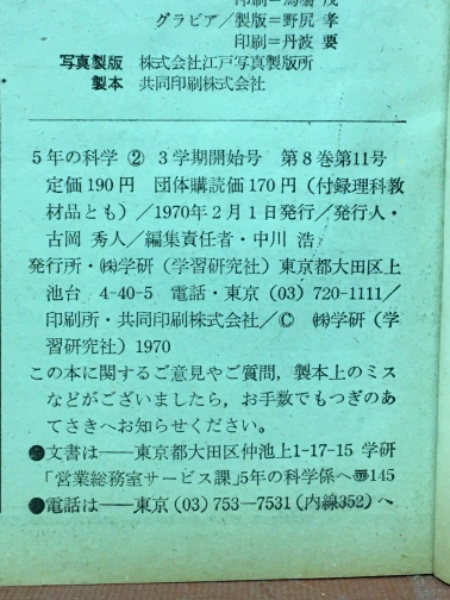 印刷=馬場 茂
グラビア/製版=野尻 孝
印刷=丹波 要
写真製版 株式会社江戸写真製版所
製本 共同印刷株式会社
5年の科学 ② 3学期開始号 第8巻第11号
定価190円 団体購読価170円(付録理科教
材品とも)/1970年2月1日発行/発行人・
古岡 秀人/編集責任者・中川 浩
発行所・㈱学研(学習研究社)東京都大田区上
池台 4-40-5 電話・東京(03)720-1111/
印刷所・共同印刷株式会社/Ⓒ ㈱学研(学
習研究社)1970
この本に関するご意見やご質問,製本上のミス
などがございましたら,お手数でもつぎのあ
てさきへお知らせください。
●文書は──東京都大田区仲池上1-17-15 学研
「営業総務室サービス課」5年の科学係へ〠145
●電話は──東京(03)753─7531(内線352)へ